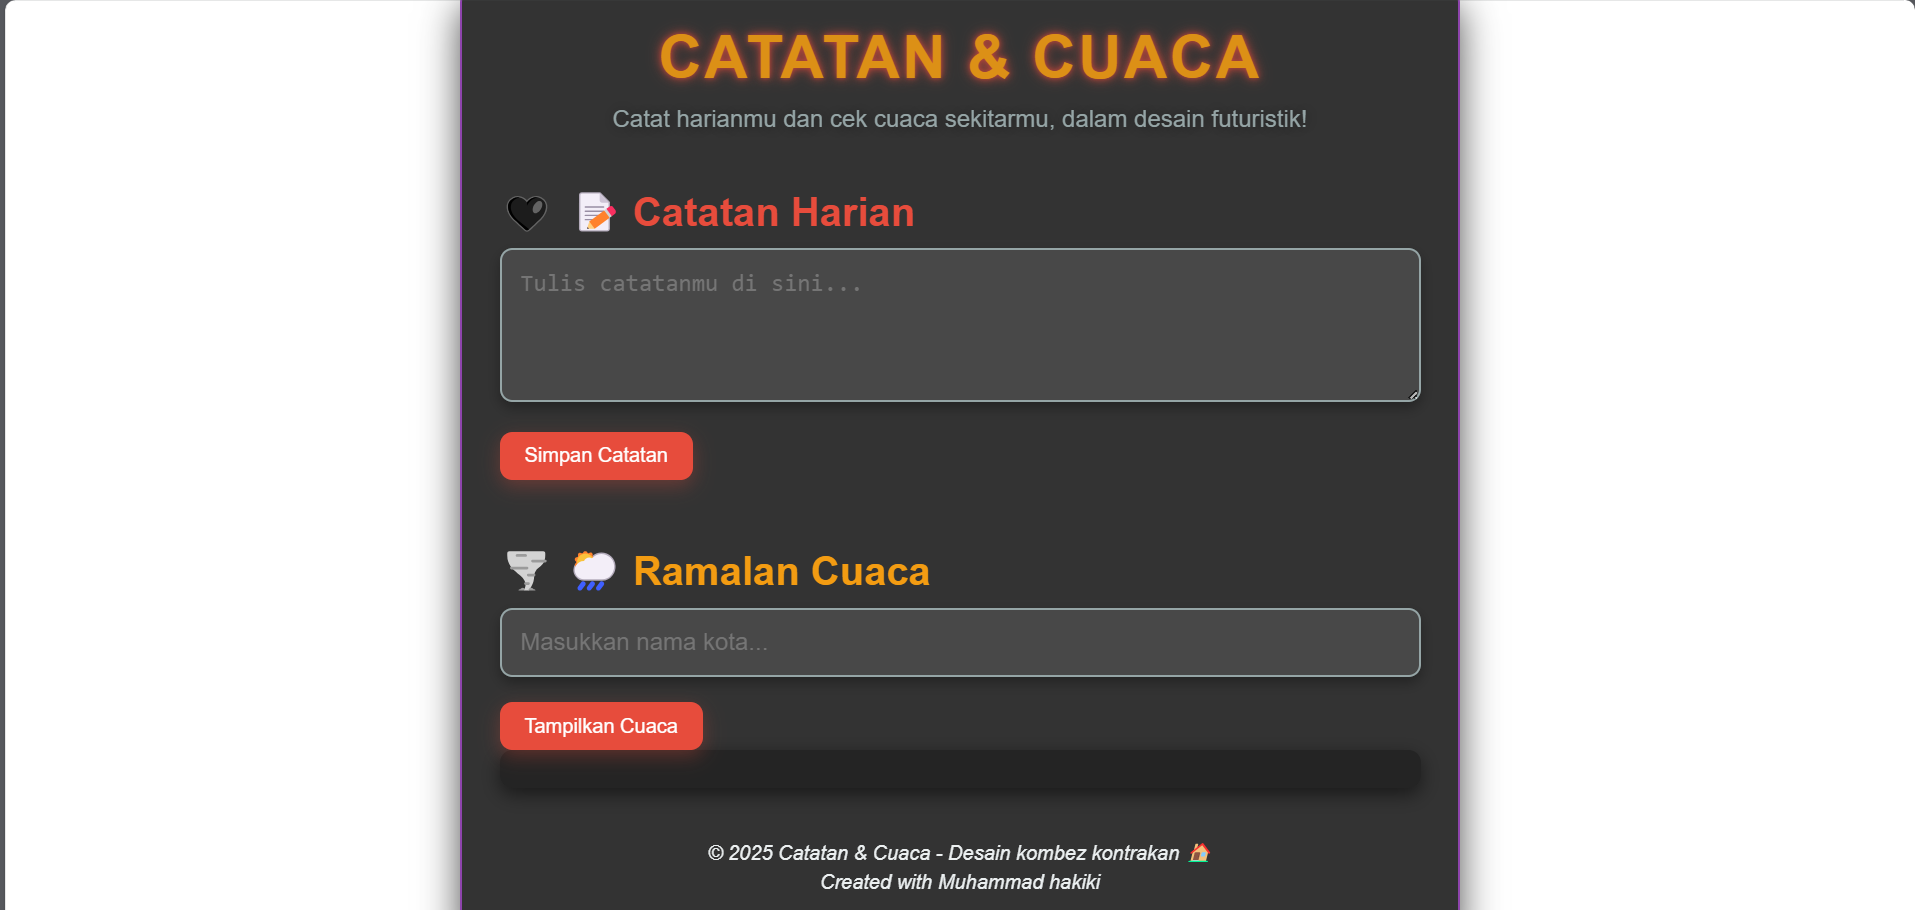 CATATAN & CUACA
Catat harianmu dan cek cuaca sekitarmu, dalam desain futuristik!
🖤 📝 Catatan Harian
Tulis catatanmu di sini...
Simpan Catatan
🌪️ 🌦️ Ramalan Cuaca
Masukkan nama kota...
Tampilkan Cuaca
© 2025 Catatan & Cuaca - Desain kombez kontrakan 🏠
Created with Muhammad hakiki